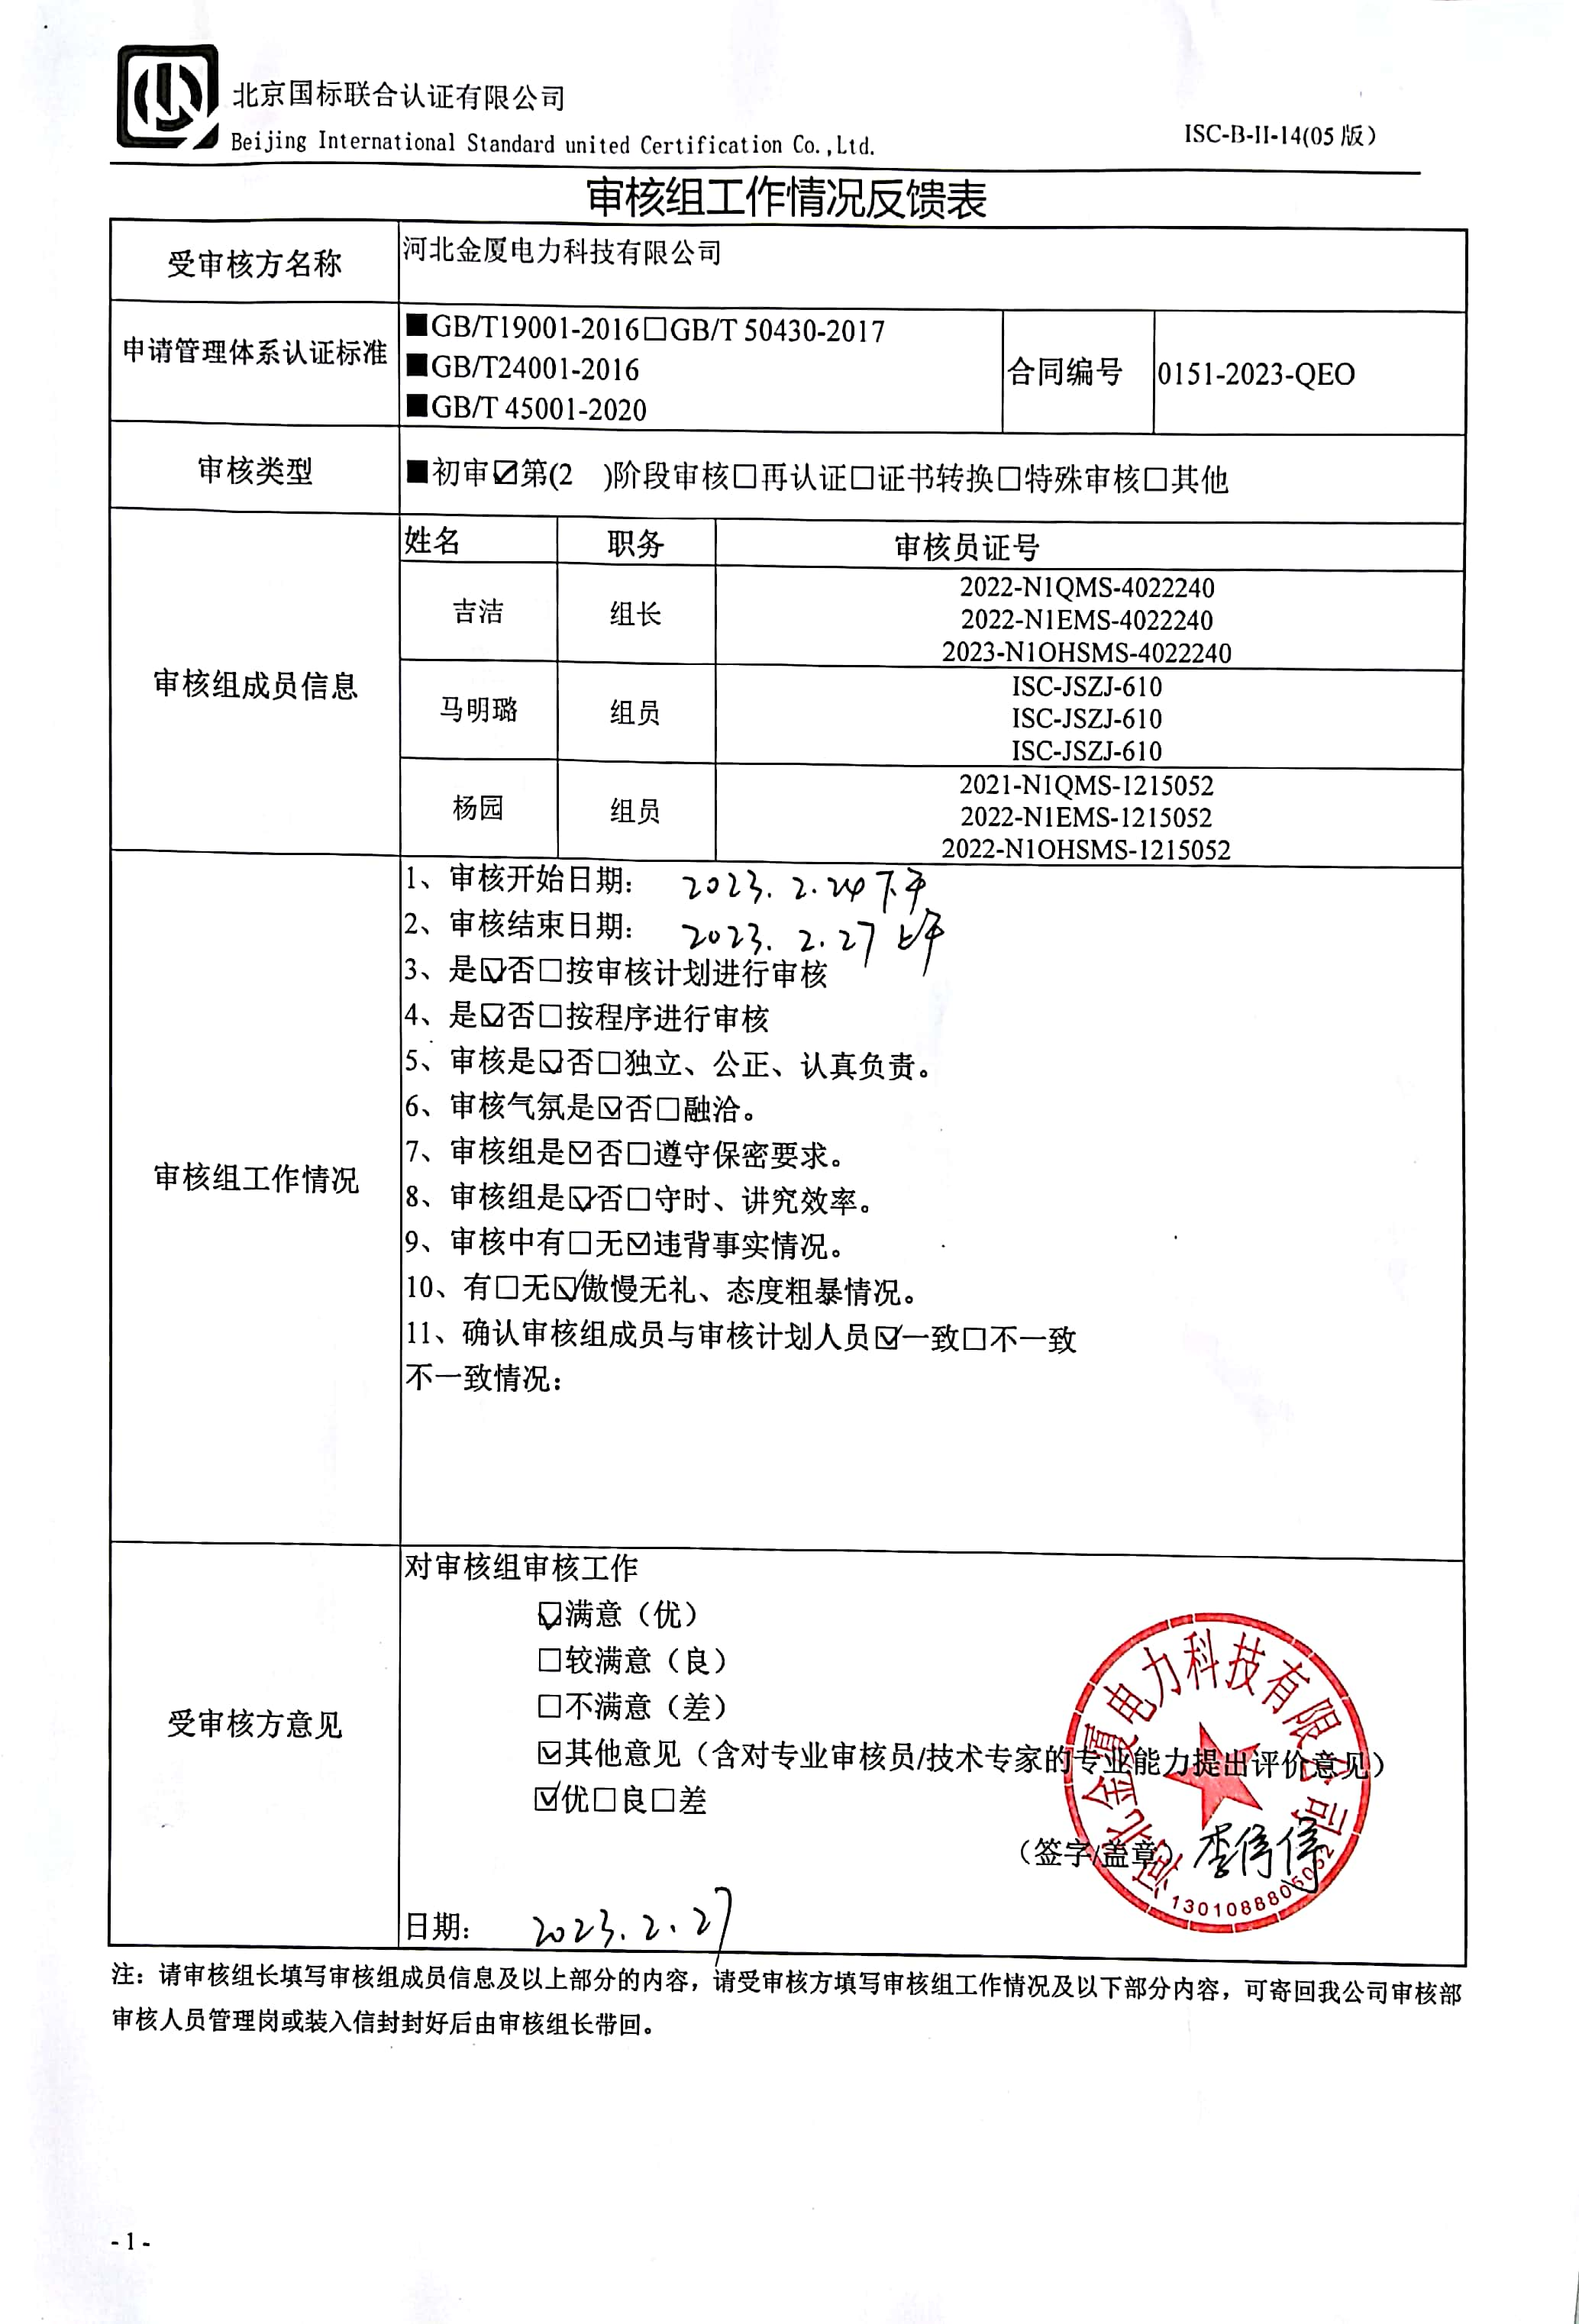 北京国标联合认证有限公司
Beijing International Standard united Certification Co.,Ltd.
ISC-B-II-14(05 版)
审核组工作情况反馈表
受审核方名称
河北金厦电力科技有限公司
申请管理体系认证标准
■GB/T19001-2016□GB/T 50430-2017
■GB/T24001-2016
■GB/T 45001-2020
合同编号
0151-2023-QEO
审核类型
■初审☑第(2 )阶段审核□再认证□证书转换□特殊审核□其他
审核组成员信息
姓名 职务 审核员证号
吉洁 组长
2022-N1QMS-4022240
2022-N1EMS-4022240
2023-N1OHSMS-4022240
马明璐 组员
ISC-JSZJ-610
ISC-JSZJ-610
ISC-JSZJ-610
杨园 组员
2021-N1QMS-1215052
2022-N1EMS-1215052
2022-N1OHSMS-1215052
审核组工作情况
1、审核开始日期： 2023. 2. 24 下午
2、审核结束日期： 2023. 2. 27 上午
3、是☑否□按审核计划进行审核
4、是☑否□按程序进行审核
5、审核是☑否□独立、公正、认真负责。
6、审核气氛是☑否□融洽。
7、审核组是☑否□遵守保密要求。
8、审核组是☑否□守时、讲究效率。
9、审核中有□无☑违背事实情况。
10、有□无☑傲慢无礼、态度粗暴情况。
11、确认审核组成员与审核计划人员☑一致□不一致
不一致情况：
受审核方意见
对审核组审核工作
☑满意（优）
□较满意（良）
□不满意（差）
☑其他意见（含对专业审核员/技术专家的专业能力提出评价意见）
☑优□良□差
（签字/盖章）
河北金厦电力科技有限公司
1301088805052
日期： 2023. 2. 27
注：请审核组长填写审核组成员信息及以上部分的内容，请受审核方填写审核组工作情况及以下部分内容，可寄回我公司审核部
审核人员管理岗或装入信封封好后由审核组长带回。
- 1 -